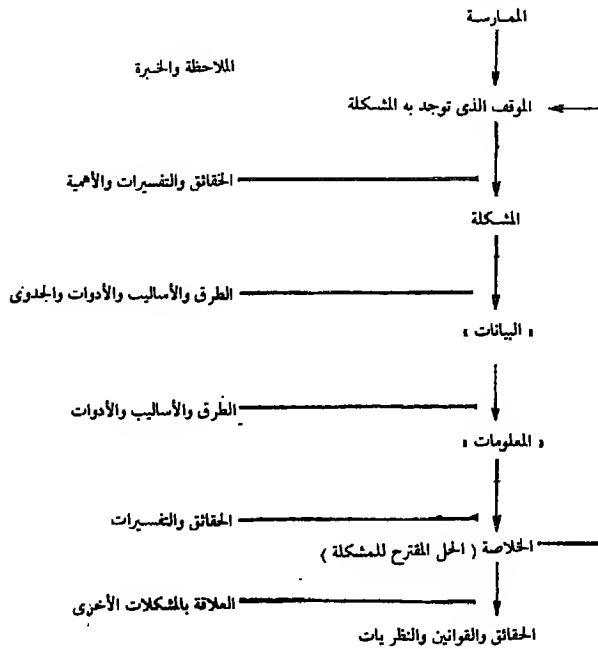 الممارسة
الملاحظة والخبرة
الموقف الذى توجد به المشكلة
الحقائق والتفسيرات والأهمية
المشكلة
الطرق والأساليب والأدوات والجدوى
« البيانات »
الطرق والأساليب والأدوات
« المعلومات »
الحقائق والتفسيرات
الخلاصة ( الحل المقترح للمشكلة )
العلاقة بالمشكلات الأخرى
الحقائق والقوانين والنظريات